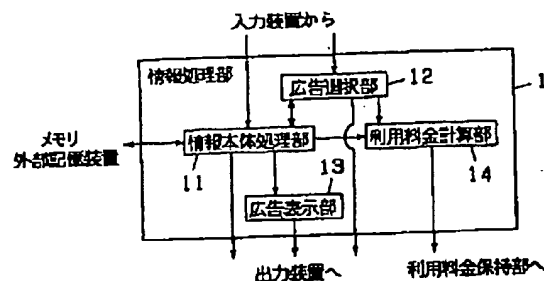 入力装置から
情報処理部
広告選択部
12
1
メモリ
外部記憶装置
情報本体処理部
11
利用料金計算部
14
13
広告表示部
出力装置へ
利用料金保持部へ